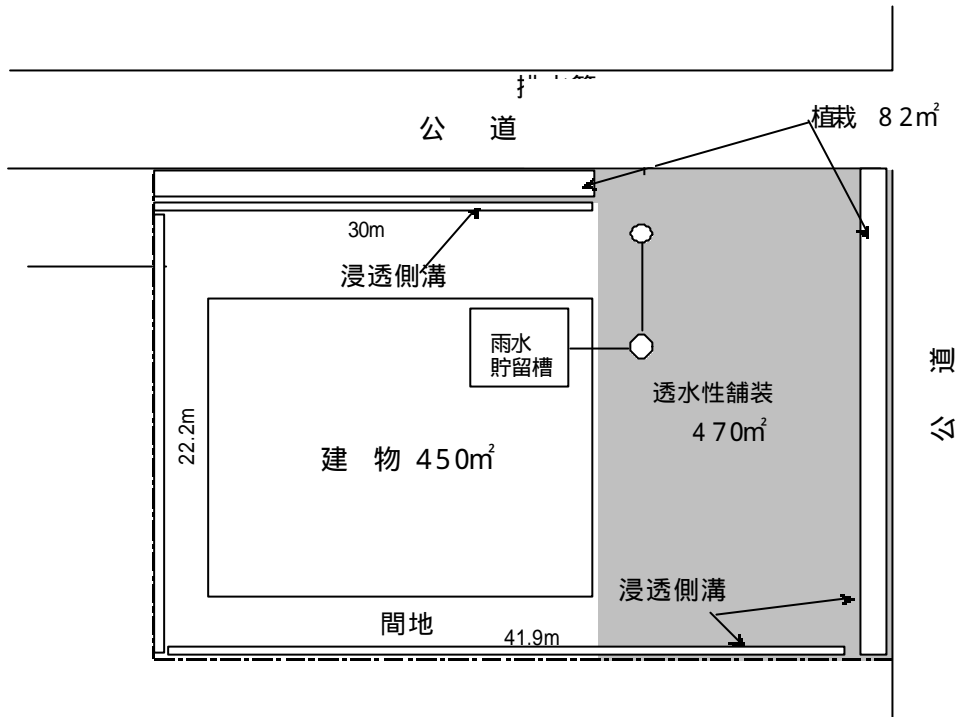 公 道
植栽 82㎡
30m
浸透側溝
雨水
貯留槽
透水性舗装
470㎡
22.2m
建 物 450㎡
公 道
浸透側溝
間地
41.9m